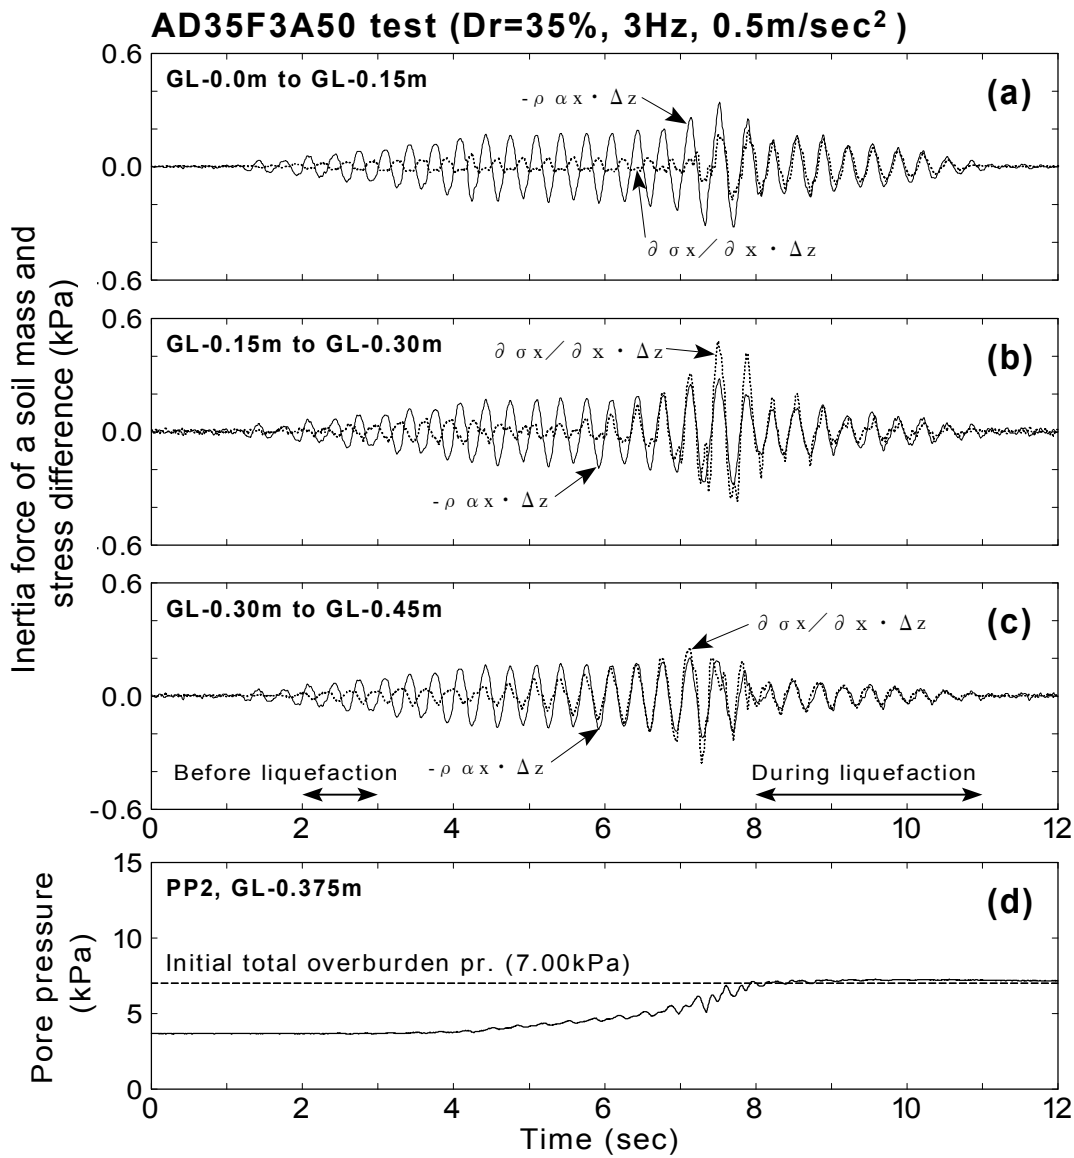 AD35F3A50 test (Dr=35%, 3Hz, 0.5m/sec² )
Inertia force of a soil mass and
stress difference (kPa)
0.6
GL-0.0m to GL-0.15m
(a)
-ρ αx・Δz
0.0
∂ σx／∂ x・Δz
0.6
0.6
GL-0.15m to GL-0.30m
(b)
∂ σx／∂ x・Δz
0.0
-ρ αx・Δz
0.6
0.6
GL-0.30m to GL-0.45m
(c)
∂ σx／∂ x・Δz
0.0
-ρ αx・Δz
Before liquefaction
During liquefaction
-0.6
0 2 4 6 8 10 12
Pore pressure
(kPa)
15
PP2, GL-0.375m
(d)
10
Initial total overburden pr. (7.00kPa)
5
0
0 2 4 6 8 10 12
Time (sec)